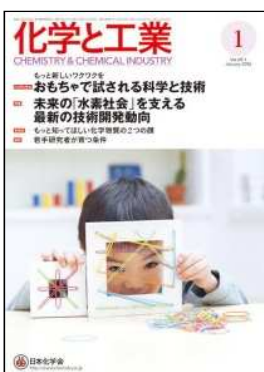 化学と工業
CHEMISTRY & CHEMICAL INDUSTRY
1
もっと新しいワクワクを
おもちゃで試される科学と技術
未来の「水素社会」を支える
最新の技術開発動向
もっと知ってほしい化学物質の2つの顔
若手研究者が育つ条件
日本化学会